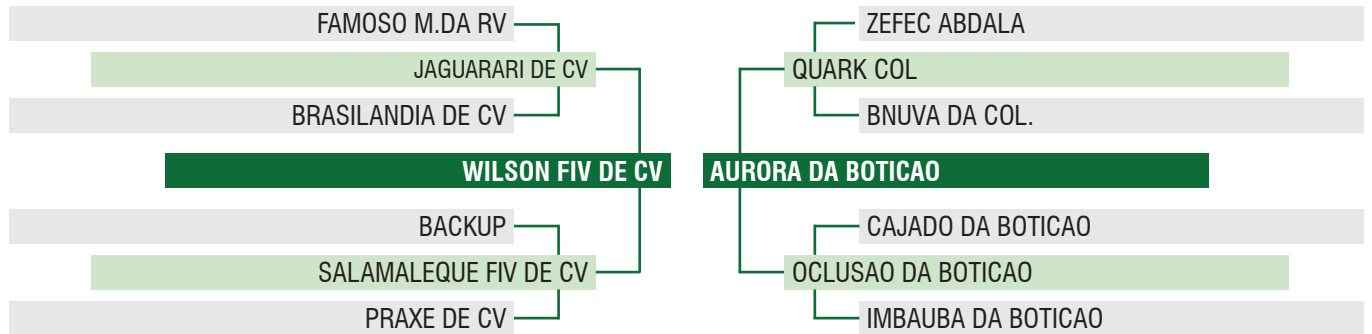 FAMOSO M.DA RV
ZEFEC ABDALA
JAGUARARI DE CV
QUARK COL
BRASILANDIA DE CV
BNUVA DA COL.
WILSON FIV DE CV
AURORA DA BOTICAO
BACKUP
CAJADO DA BOTICAO
SALAMALEQUE FIV DE CV
OCLUSAO DA BOTICAO
PRAXE DE CV
IMBAUBA DA BOTICAO